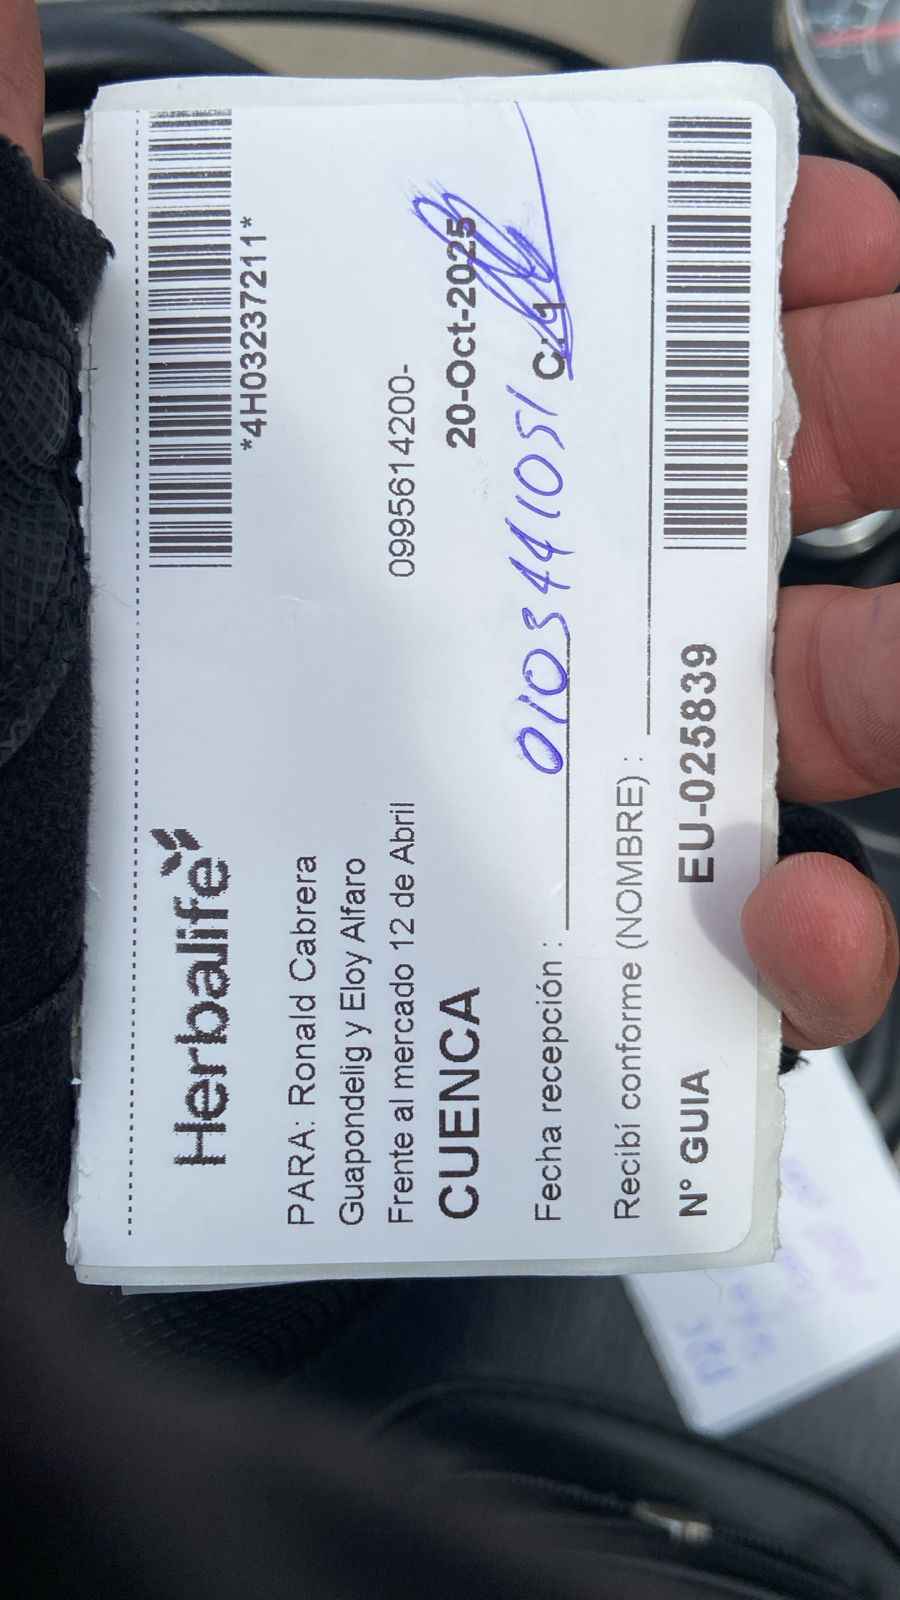 Herbalife
*4H03237211*
PARA: Ronald Cabrera
Guapondelig y Eloy Alfaro
Frente al mercado 12 de Abril
0995614200-
CUENCA
20-Oct-2025
Fecha recepción :
0103441051
C: 1
Recibí conforme (NOMBRE) :
N° GUIA
EU-025839